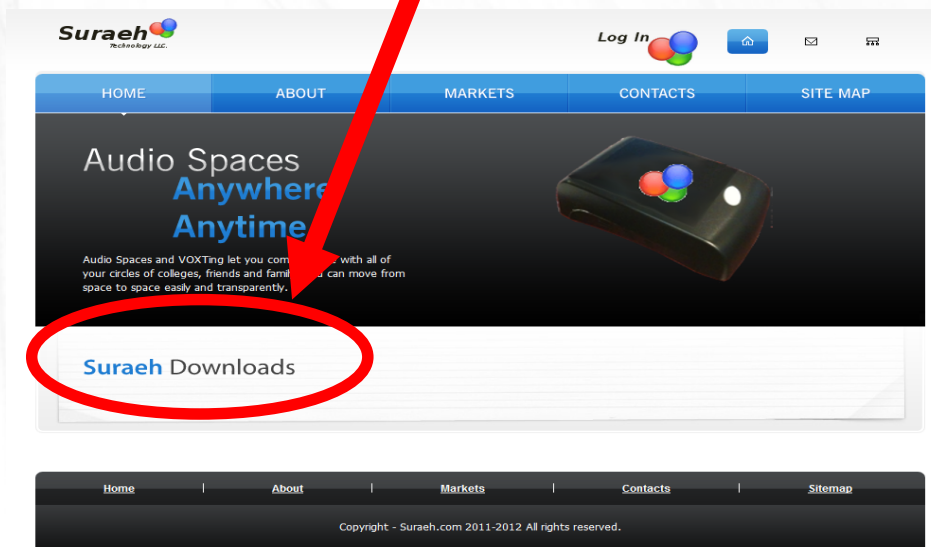 Suraeh
Technology LLC.
Log In
HOME ABOUT MARKETS CONTACTS SITE MAP
Audio Spaces
Anywhere
Anytime
Audio Spaces and VOXTing let you with all of
your circles of colleges, friends and can move from
space to space easily and transparently.
Suraeh Downloads
Home | About | Markets | Contacts | Sitemap
Copyright - Suraeh.com 2011-2012 All rights reserved.